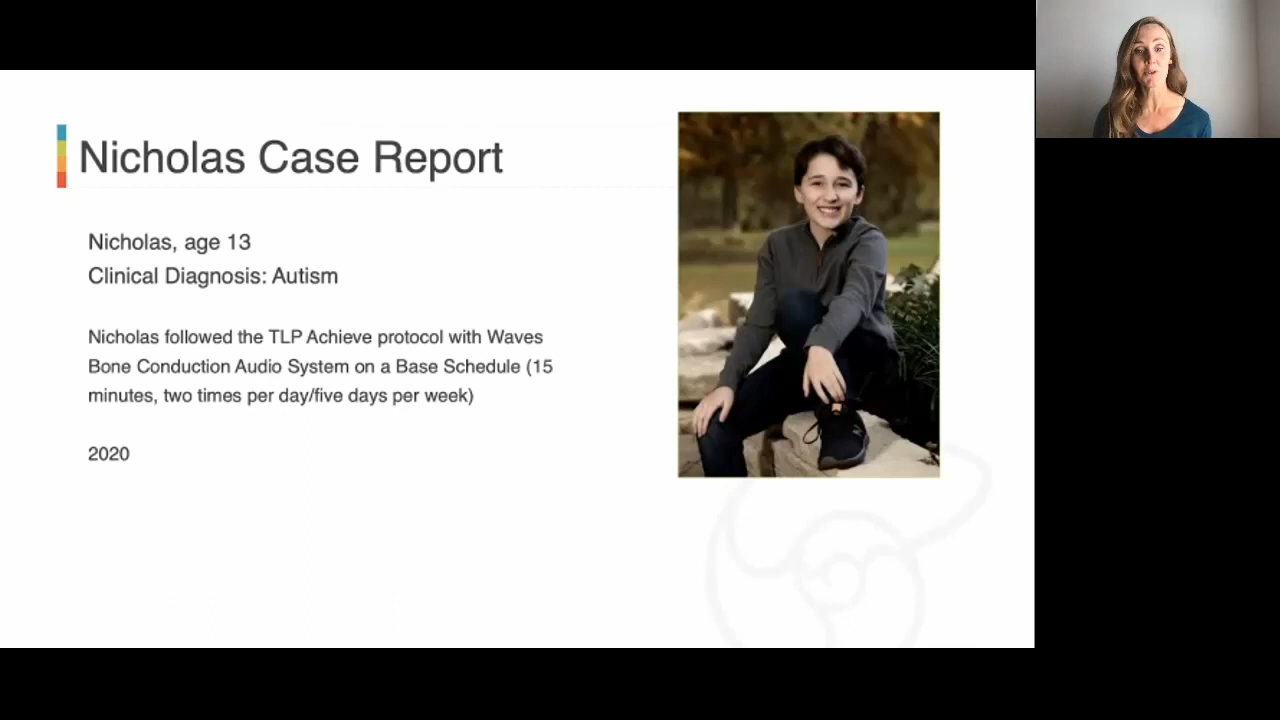 Nicholas Case Report
Nicholas, age 13
Clinical Diagnosis: Autism
Nicholas followed the TLP Achieve protocol with Waves
Bone Conduction Audio System on a Base Schedule (15
minutes, two times per day/five days per week)
2020